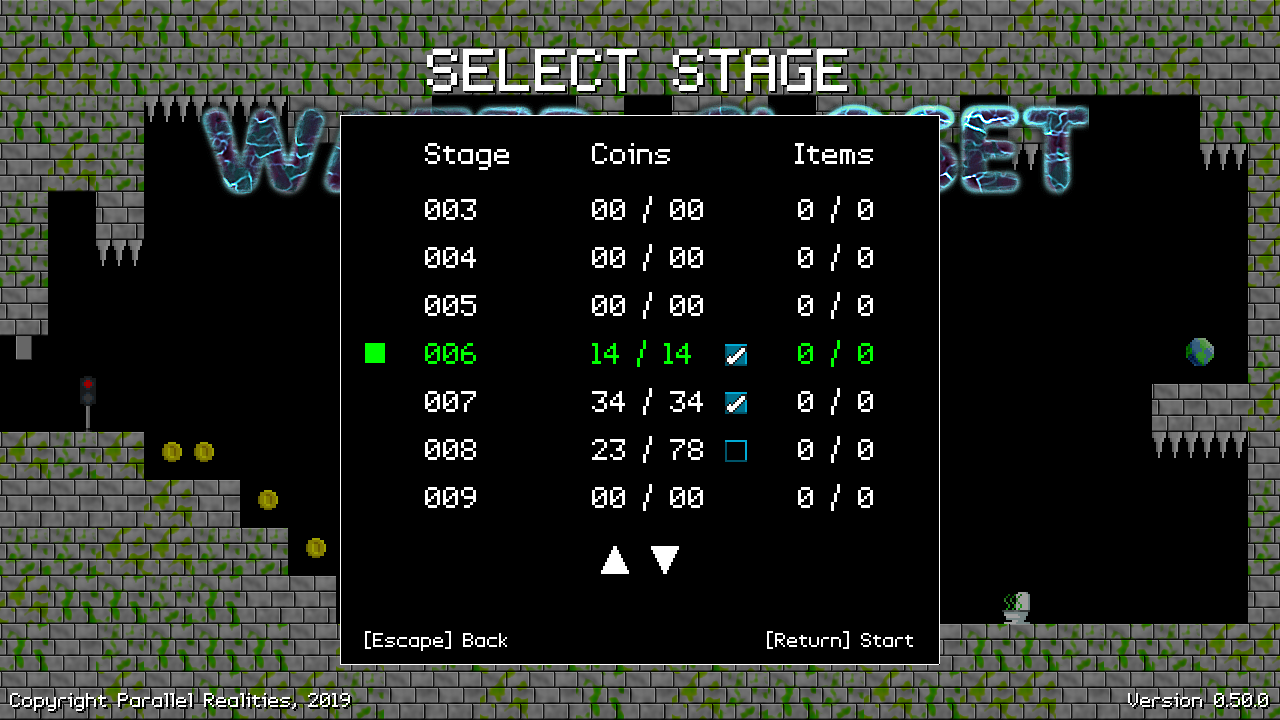 SELECT STAGE
Stage Coins Items
003 00 / 00 0 / 0
004 00 / 00 0 / 0
005 00 / 00 0 / 0
006 14 / 14 0 / 0
007 34 / 34 0 / 0
008 23 / 78 0 / 0
009 00 / 00 0 / 0
[Escape] Back [Return] Start
Copyright Parallel Realities, 2019 Version 0.50.0